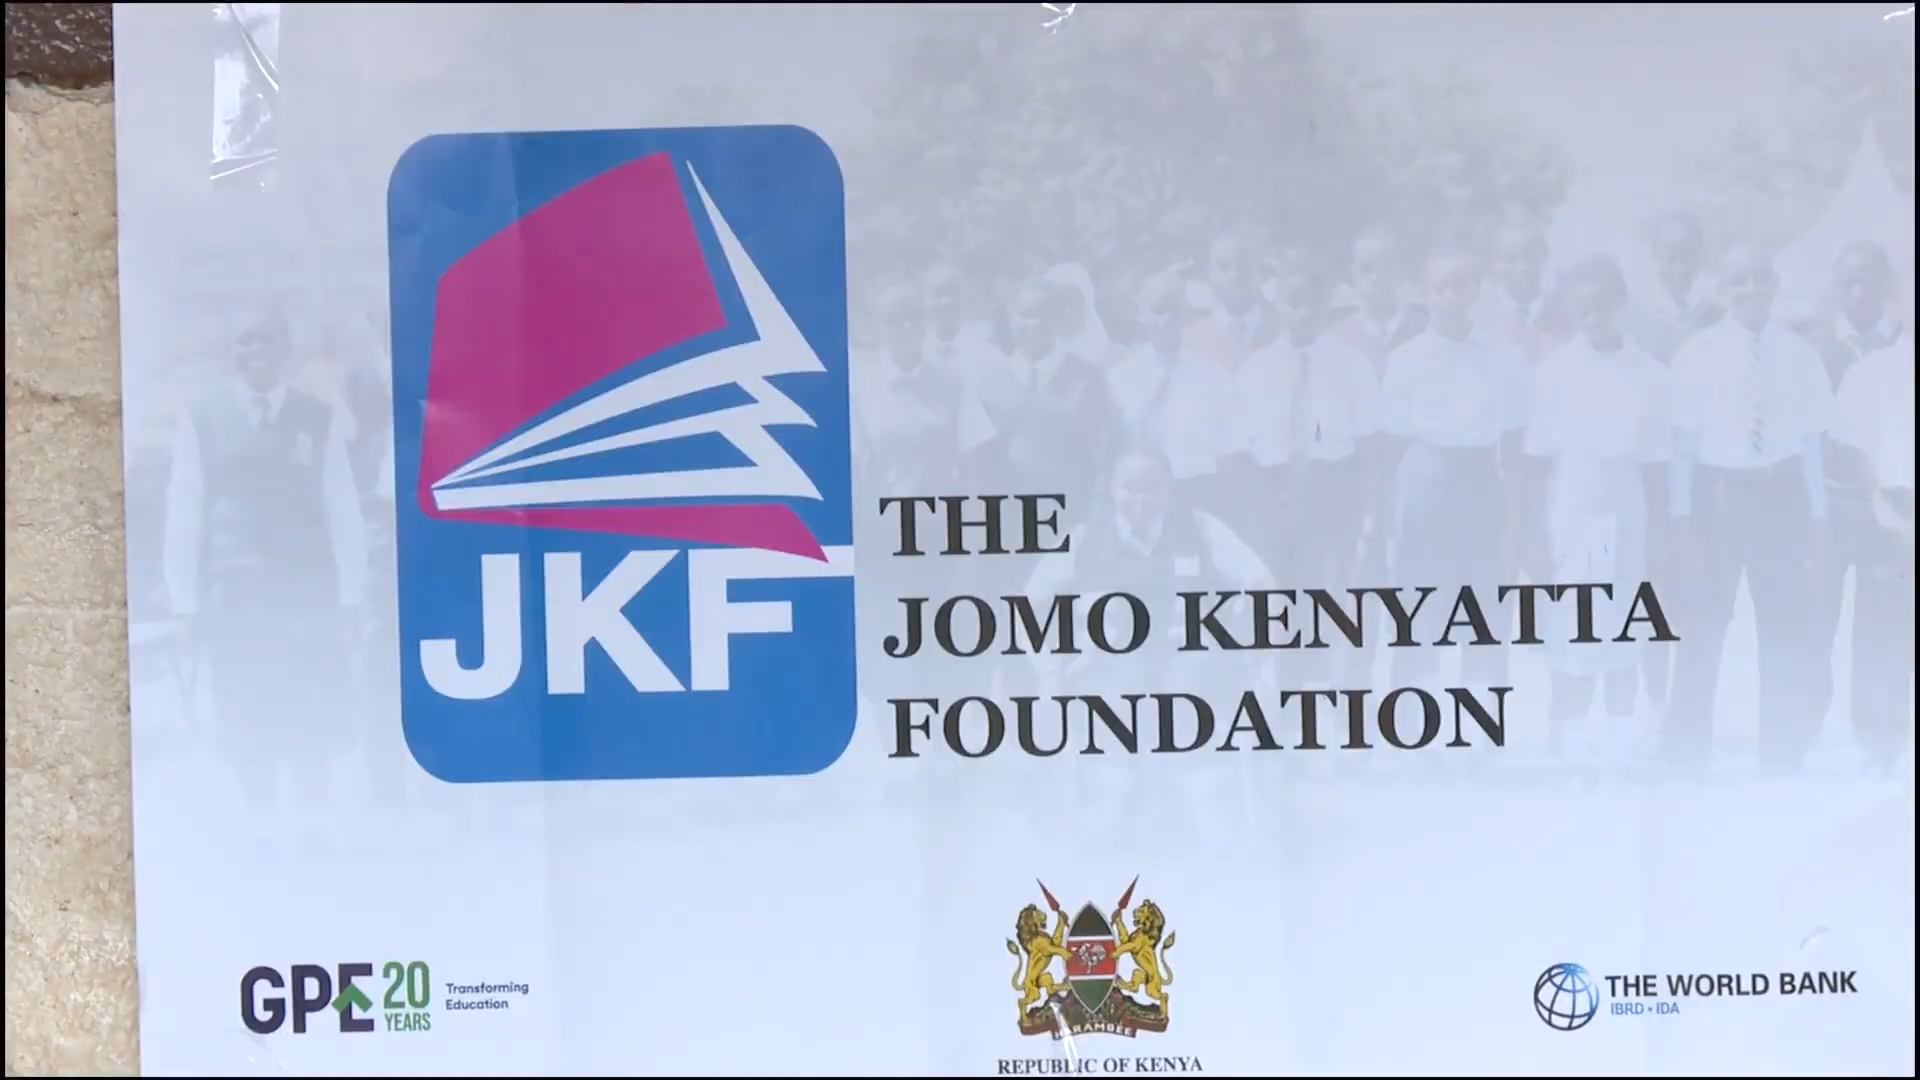 JKF
THE
JOMO KENYATTA
FOUNDATION
GPE 20 YEARS
Transforming
Education
HARAMBEE
REPUBLIC OF KENYA
THE WORLD BANK
IBRD • IDA